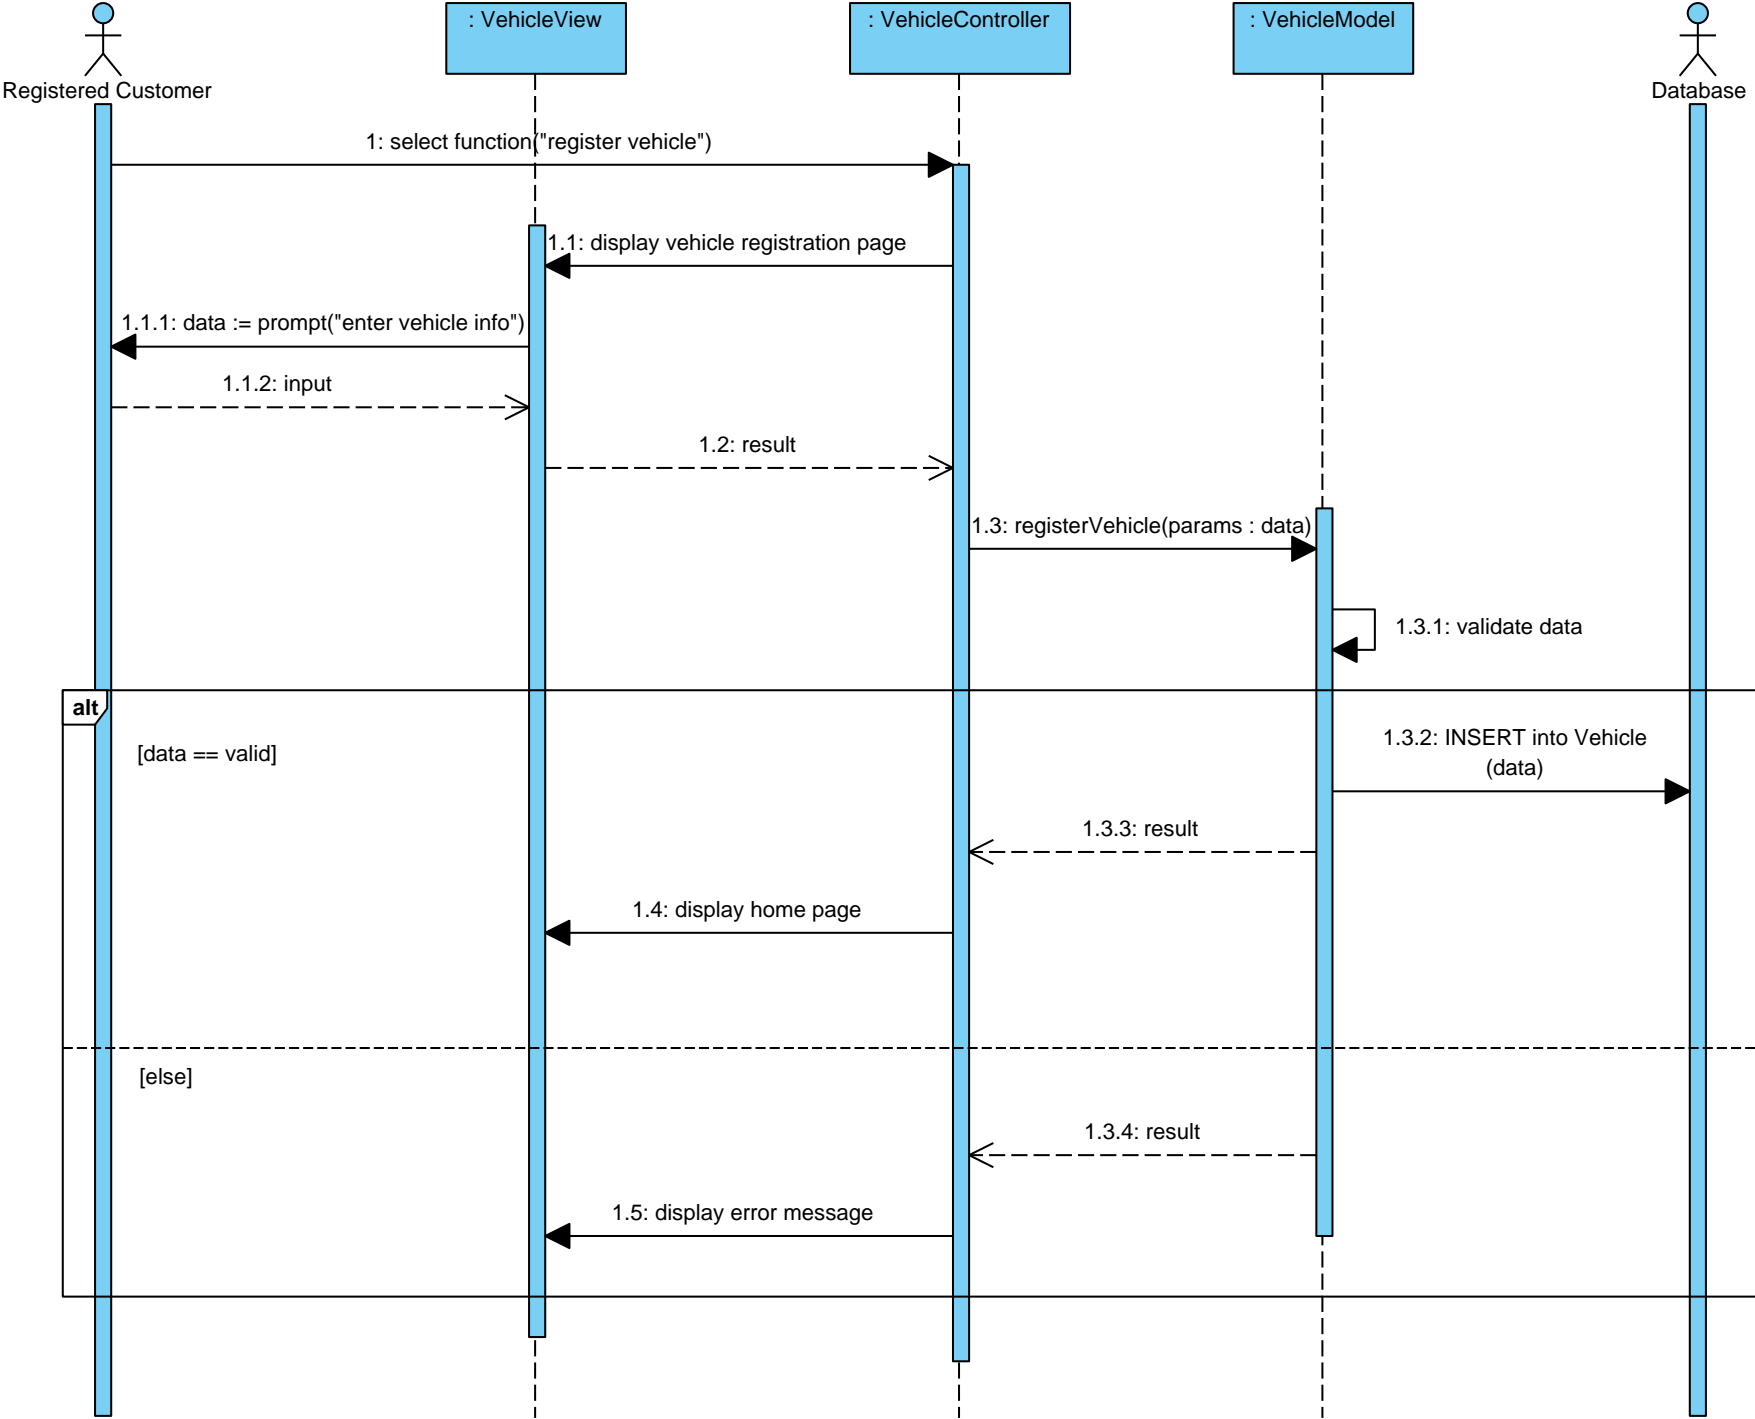 : VehicleView
: VehicleController
: VehicleModel
Registered Customer
Database
1: select function("register vehicle")
1.1: display vehicle registration page
1.1.1: data := prompt("enter vehicle info")
1.1.2: input
1.2: result
1.3: registerVehicle(params : data)
1.3.1: validate data
alt
[data == valid]
1.3.2: INSERT into Vehicle
(data)
1.3.3: result
1.4: display home page
[else]
1.3.4: result
1.5: display error message